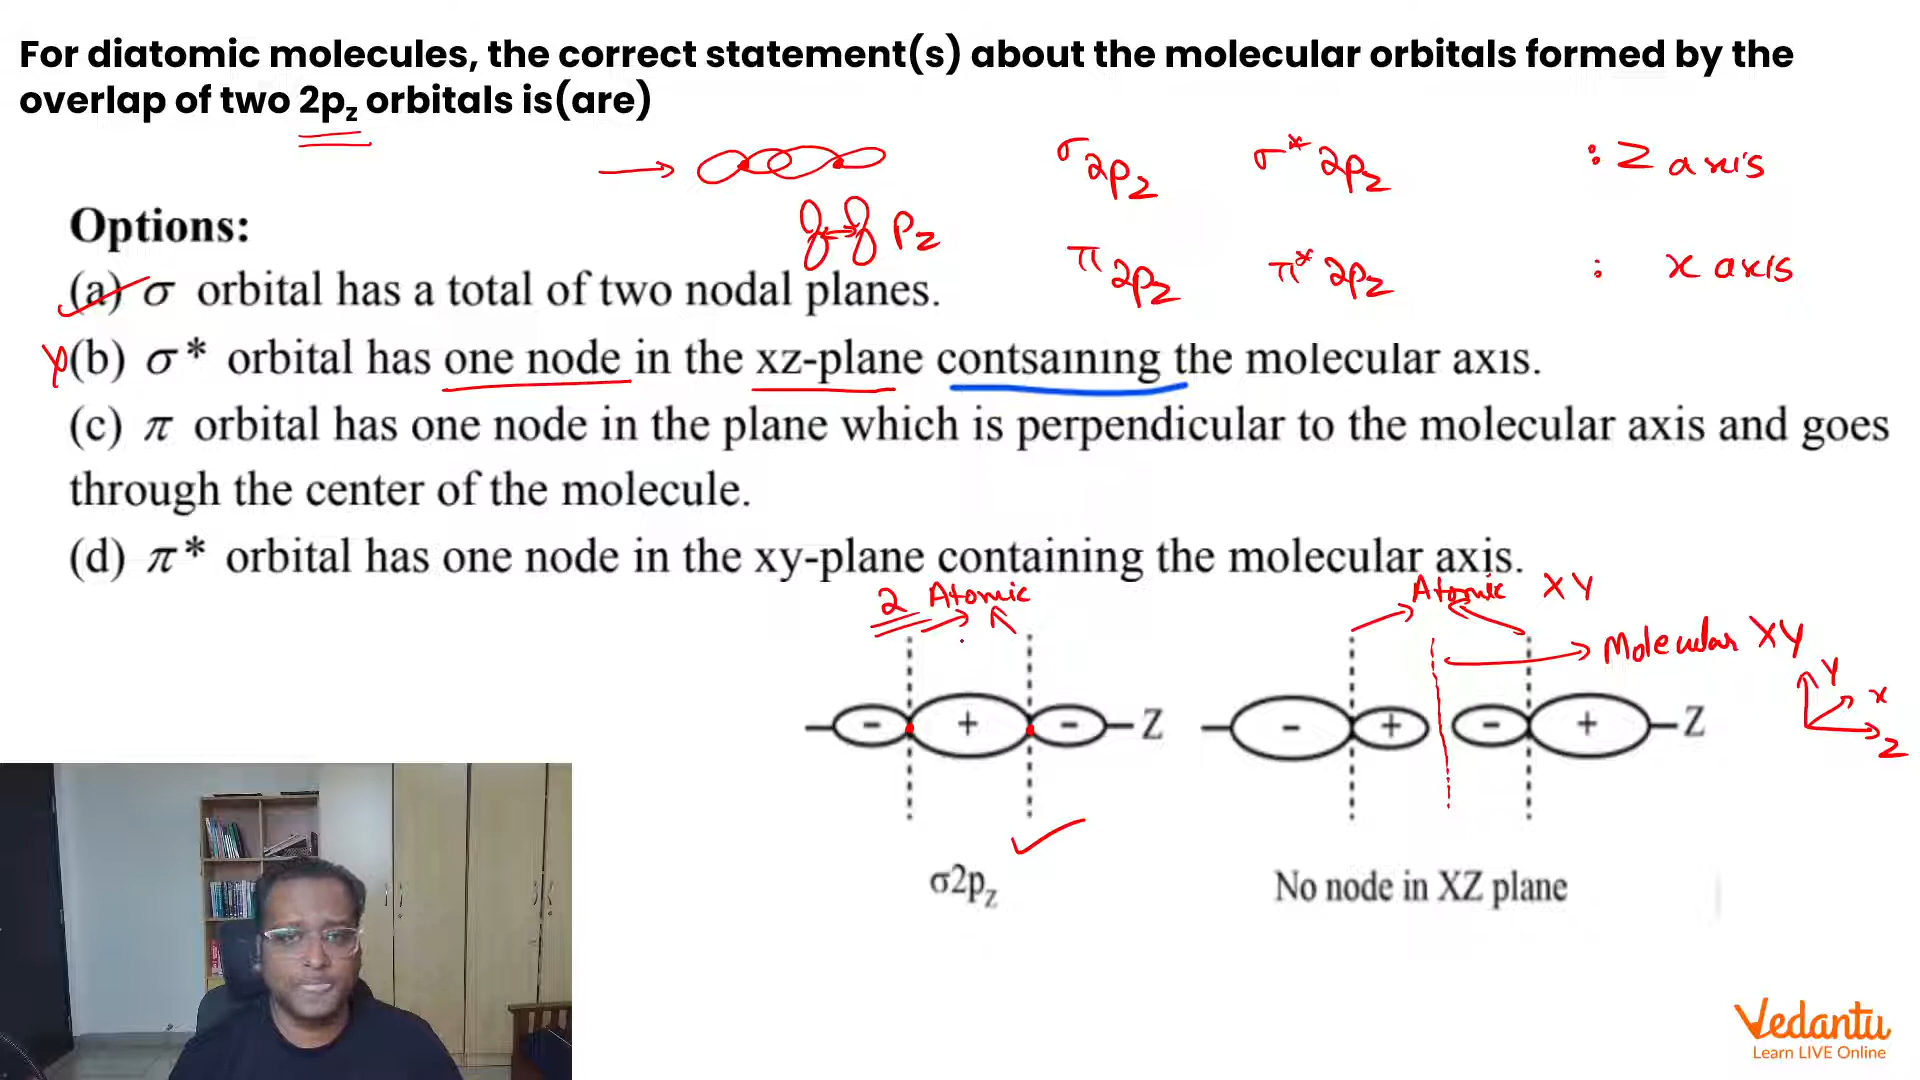 For diatomic molecules, the correct statement(s) about the molecular orbitals formed by the
overlap of two 2pz orbitals is(are)
σ 2pz σ* 2pz : Z axis
Options:
Pz
π 2pz π* 2pz : x axis
(a) σ orbital has a total of two nodal planes.
(b) σ* orbital has one node in the xz-plane contsaining the molecular axis.
(c) π orbital has one node in the plane which is perpendicular to the molecular axis and goes
through the center of the molecule.
(d) π* orbital has one node in the xy-plane containing the molecular axis.
2 Atomic
Atomic XY
Molecular XY
Y
x
Z
- + - Z
- + - + Z
σ2pz
No node in XZ plane
Vedantu
Learn LIVE Online